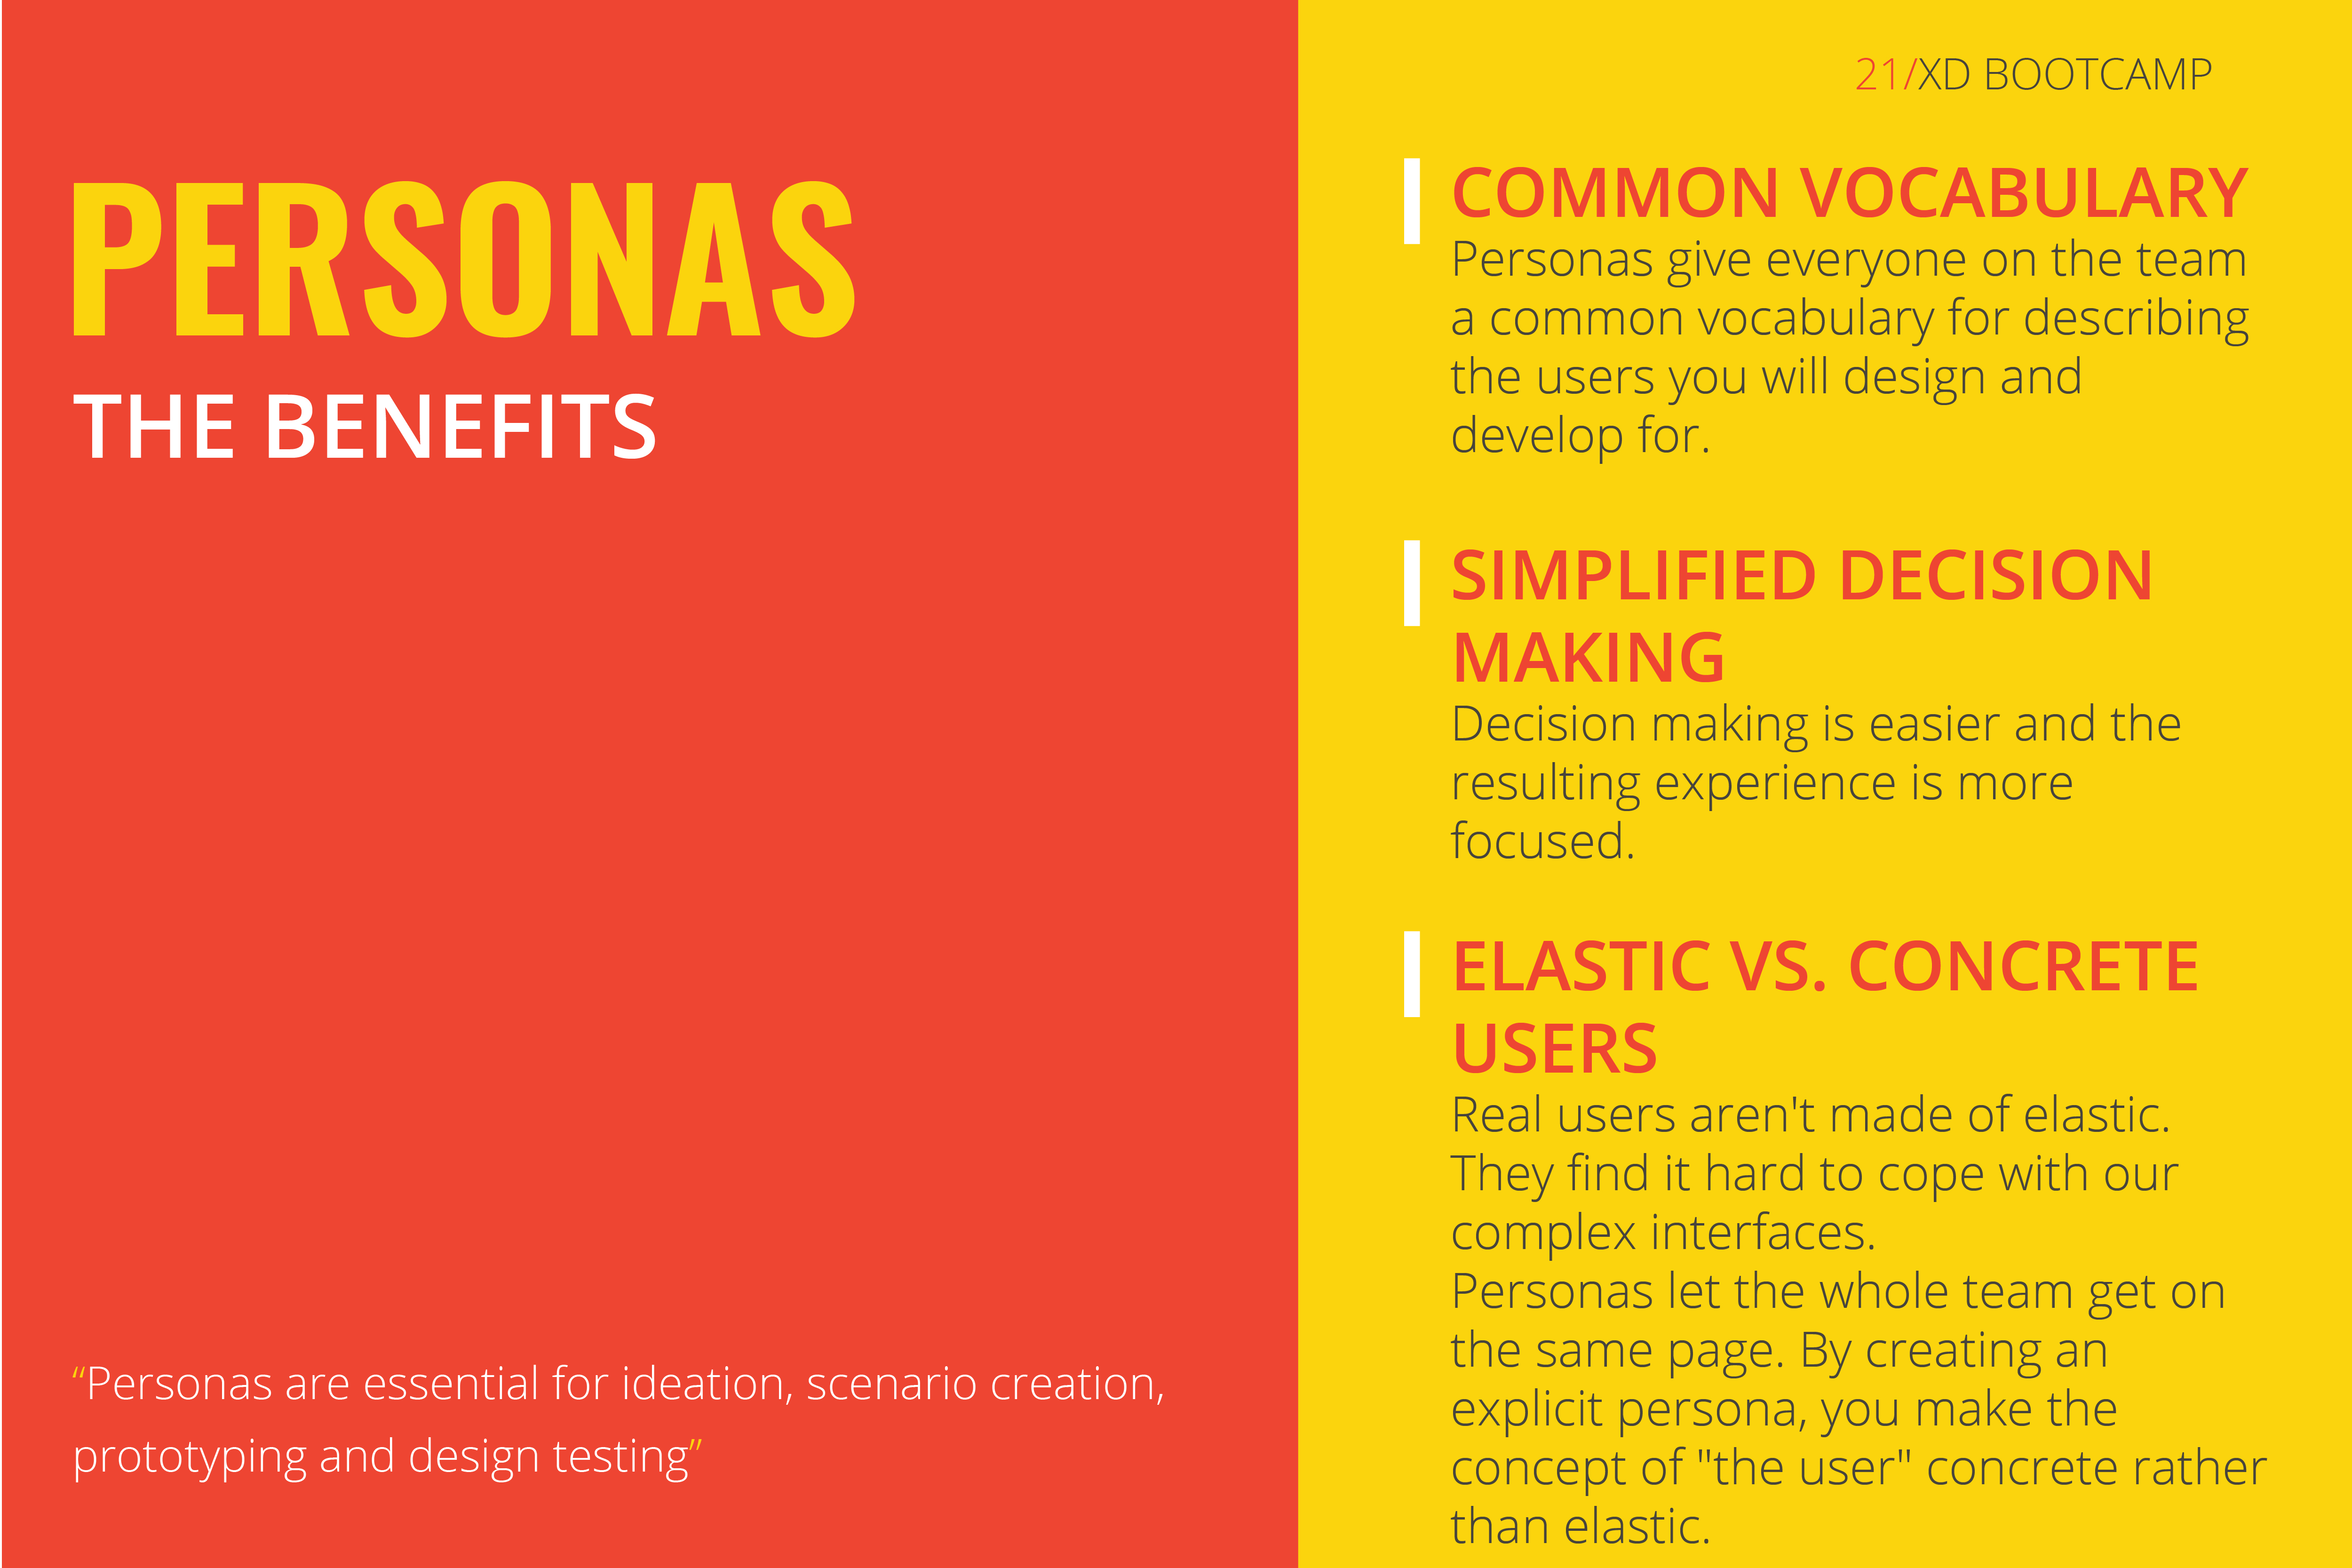 21/XD BOOTCAMP
PERSONAS
THE BENEFITS
“Personas are essential for ideation, scenario creation,
prototyping and design testing”
COMMON VOCABULARY
Personas give everyone on the team
a common vocabulary for describing
the users you will design and
develop for.
SIMPLIFIED DECISION
MAKING
Decision making is easier and the
resulting experience is more
focused.
ELASTIC VS. CONCRETE
USERS
Real users aren't made of elastic.
They find it hard to cope with our
complex interfaces.
Personas let the whole team get on
the same page. By creating an
explicit persona, you make the
concept of "the user" concrete rather
than elastic.